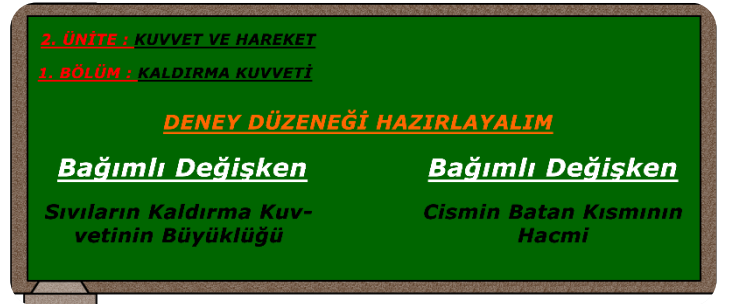 2. ÜNİTE : KUVVET VE HAREKET
1. BÖLÜM : KALDIRMA KUVVETİ
DENEY DÜZENEĞİ HAZIRLAYALIM
Bağımlı Değişken
Sıvıların Kaldırma Kuv-
vetinin Büyüklüğü
Bağımlı Değişken
Cismin Batan Kısmının
Hacmi